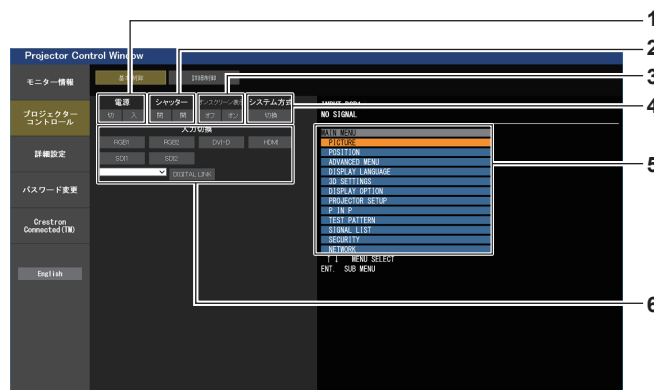 Projector Control Window
1
2
3
4
5
6
モニター情報
プロジェクター
コントロール
詳細設定
パスワード変更
Crestron
Connected(TM)
English
基本制御
詳細制御
電源
切 入
シャッター
閉 開
オンスクリーン表示
オフ オン
システム方式
切換
入力切換
RGB1 RGB2 DVI-D HDMI
SDI1 SDI2
DIGITAL LINK
NO SIGNAL
MAIN MENU
PICTURE
POSITION
ADVANCED MENU
DISPLAY LANGUAGE
3D SETTINGS
DISPLAY OPTION
PROJECTOR SETUP
P IN P
TEST PATTERN
SIGNAL LIST
SECURITY
NETWORK
↑↓ MENU SELECT
ENT. SUB MENU